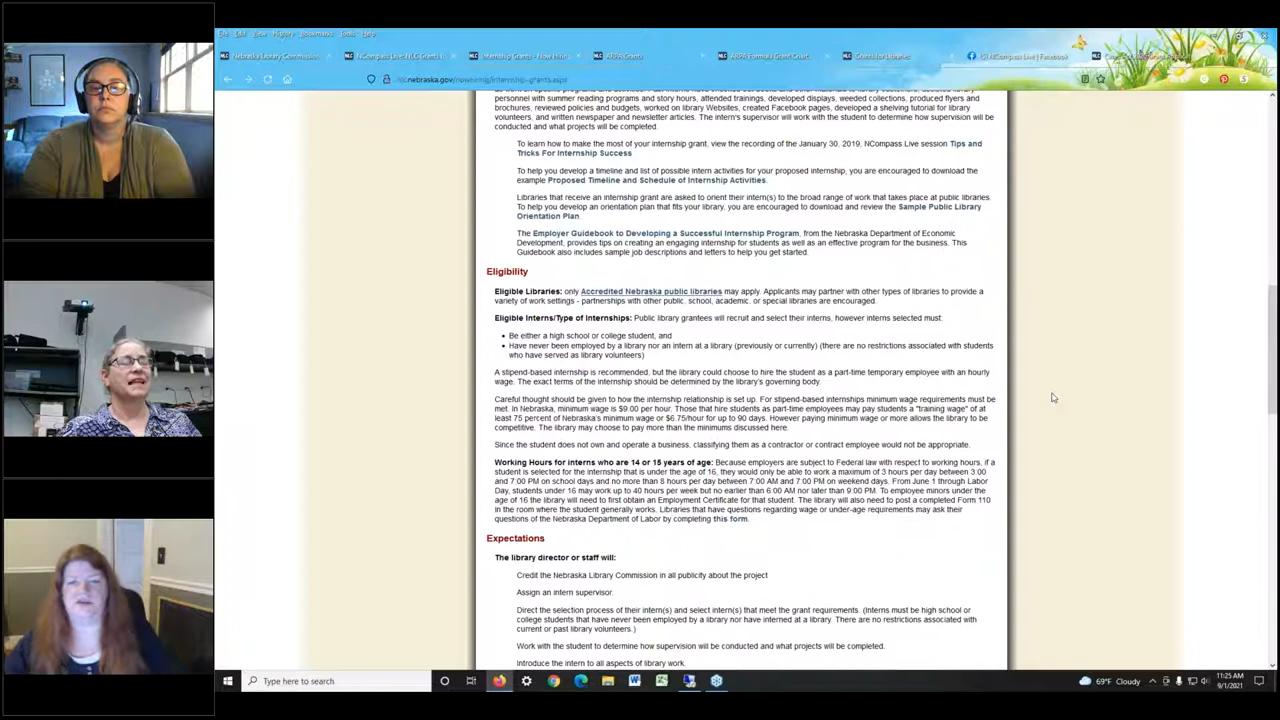 File Edit View History Bookmarks Tools Help
Nebraska Library Commission
NCompass Live: NLC Grants
Internship Grants - Now Hirin
ARPA Grants
ARPA Formula Grant Chart
Grants for Libraries
NCompass Live | Facebook
nebraska.gov/nowhiring/internship-grants.aspx
personnel with summer reading programs and story hours, attended trainings, developed displays, weeded collections, produced flyers and
brochures, reviewed policies and budgets, worked on library Websites, created Facebook pages, developed a shelving tutorial for library
volunteers, and written newspaper and newsletter articles. The intern's supervisor will work with the student to determine how supervision will be
conducted and what projects will be completed.
To learn how to make the most of your internship grant, view the recording of the January 30, 2019, NCompass Live session Tips and
Tricks For Internship Success
To help you develop a timeline and list of possible intern activities for your proposed internship, you are encouraged to download the
example Proposed Timeline and Schedule of Internship Activities.
Libraries that receive an internship grant are asked to orient their intern(s) to the broad range of work that takes place at public libraries.
To help you develop an orientation plan that fits your library, you are encouraged to download and review the Sample Public Library
Orientation Plan.
The Employer Guidebook to Developing a Successful Internship Program, from the Nebraska Department of Economic
Development, provides tips on creating an engaging internship for students as well as an effective program for the business. This
Guidebook also includes sample job descriptions and letters to help you get started.
Eligibility
Eligible Libraries: only Accredited Nebraska public libraries may apply. Applicants may partner with other types of libraries to provide a
variety of work settings - partnerships with other public, school, academic, or special libraries are encouraged.
Eligible Interns/Type of Internships: Public library grantees will recruit and select their interns, however interns selected must:
• Be either a high school or college student, and
• Have never been employed by a library nor an intern at a library (previously or currently) (there are no restrictions associated with students
who have served as library volunteers)
A stipend-based internship is recommended, but the library could choose to hire the student as a part-time temporary employee with an hourly
wage. The exact terms of the internship should be determined by the library's governing body.
Careful thought should be given to how the internship relationship is set up. For stipend-based internships minimum wage requirements must be
met. In Nebraska, minimum wage is $9.00 per hour. Those that hire students as part-time employees may pay students a "training wage" of at
least 75 percent of Nebraska's minimum wage or $6.75/hour for up to 90 days. However paying minimum wage or more allows the library to be
competitive. The library may choose to pay more than the minimums discussed here.
Since the student does not own and operate a business, classifying them as a contractor or contract employee would not be appropriate.
Working Hours for interns who are 14 or 15 years of age: Because employers are subject to Federal law with respect to working hours, if a
student is selected for the internship that is under the age of 16, they would only be able to work a maximum of 3 hours per day between 3:00
and 7:00 PM on school days and no more than 8 hours per day between 7:00 AM and 7:00 PM on weekend days. From June 1 through Labor
Day, students under 16 may work up to 40 hours per week but no earlier than 6:00 AM nor later than 9:00 PM. To employee minors under the
age of 16 the library will need to first obtain an Employment Certificate for that student. The library will also need to post a completed Form 110
in the room where the student generally works. Libraries that have questions regarding wage or under-age requirements may ask their
questions of the Nebraska Department of Labor by completing this form.
Expectations
The library director or staff will:
Credit the Nebraska Library Commission in all publicity about the project
Assign an intern supervisor.
Direct the selection process of their intern(s) and select intern(s) that meet the grant requirements. (Interns must be high school or
college students that have never been employed by a library nor have interned at a library. There are no restrictions associated with
current or past library volunteers.)
Work with the student to determine how supervision will be conducted and what projects will be completed.
Introduce the intern to all aspects of library work.
Type here to search
69°F Cloudy
11:25 AM
9/1/2021